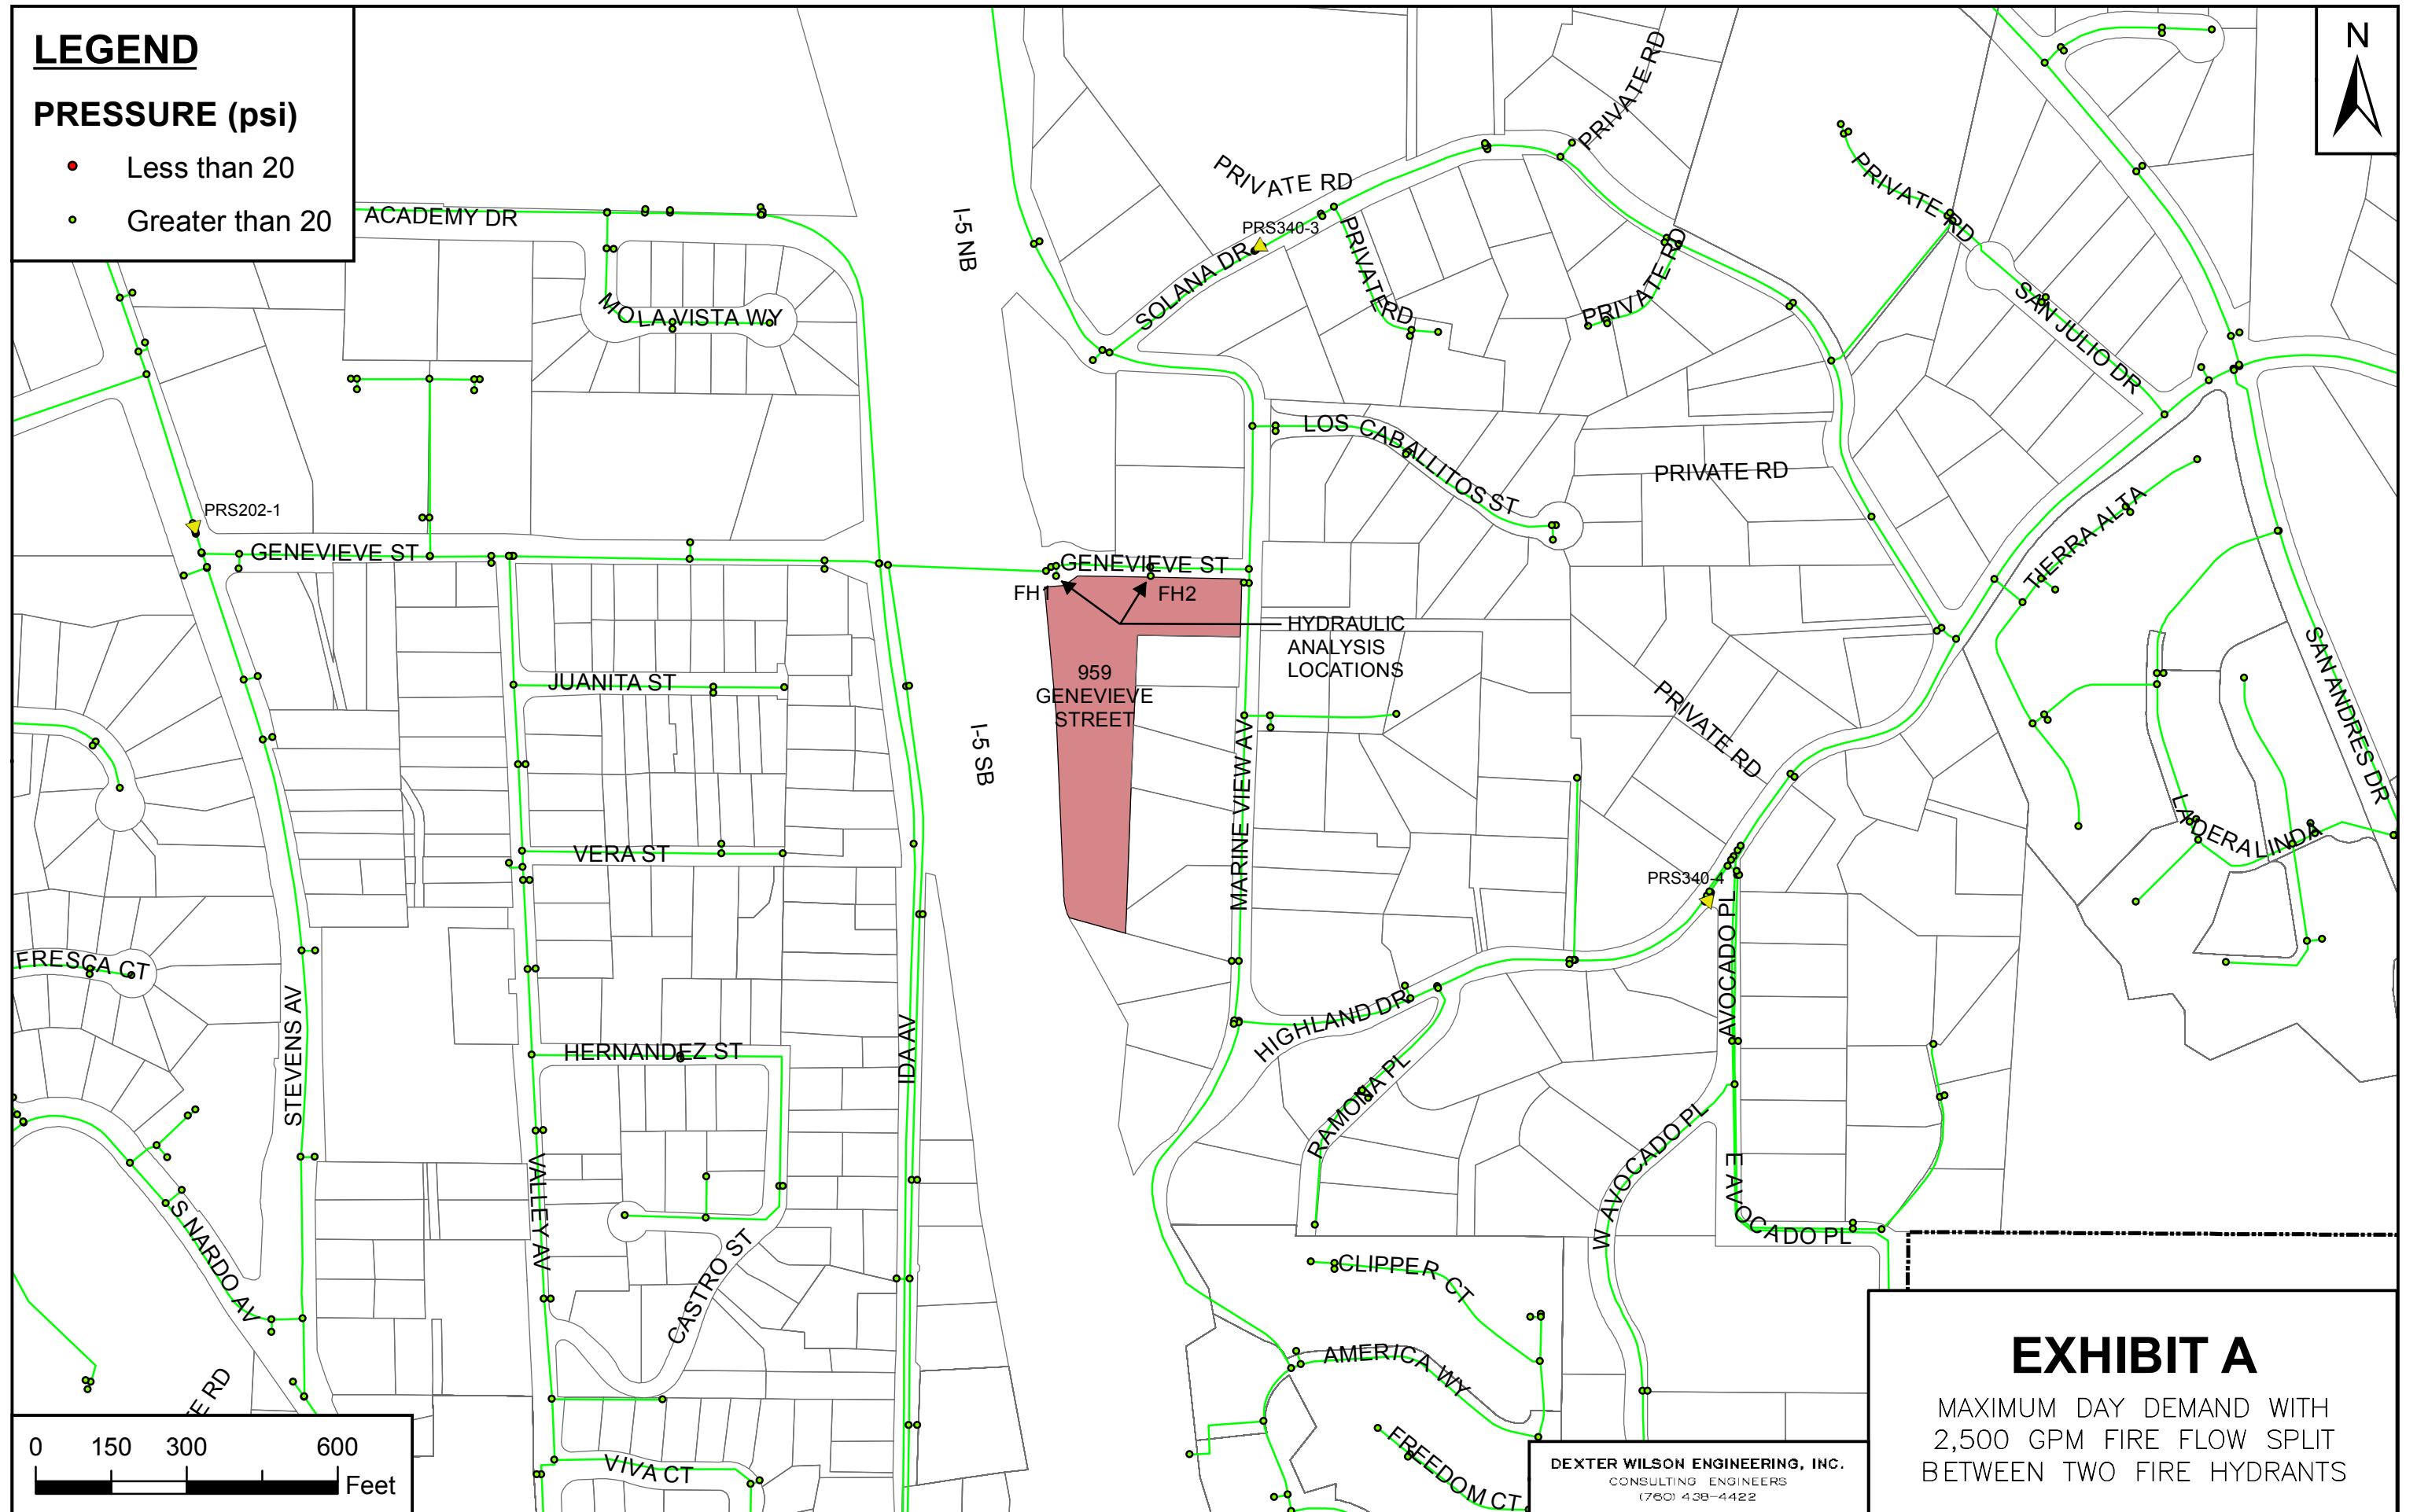 LEGEND
PRESSURE (psi)
Less than 20
Greater than 20
N
ACADEMY DR
MOLA VISTA WY
I-5 NB
PRIVATE RD
PRIVATE RD
PRS340-3
SOLANA DR
PRIVATE RD
PRIVATE RD
PRIVATE RD
SAN JULIO DR
LOS CABALLITOS ST
PRIVATE RD
PRS202-1
GENEVIEVE ST
GENEVIEVE ST
FH1
FH2
HYDRAULIC
ANALYSIS
LOCATIONS
TIERRA ALTA
959
GENEVIEVE
STREET
JUANITA ST
I-5 SB
MARINE VIEW AV
PRIVATE RD
SAN ANDRES DR
LADERA LINDA
VERA ST
PRS340-4
AVOCADO PL
FRESCA CT
STEVENS AV
HERNANDEZ ST
IDA AV
HIGHLAND DR
RAMONA PL
W AVOCADO PL
E AVOCADO PL
VALLEY AV
S NARDO AV
CASTRO ST
CLIPPER CT
AMERICA WY
FREEDOM CT
VIVA CT
E RD
0 150 300 600
Feet
DEXTER WILSON ENGINEERING, INC.
CONSULTING ENGINEERS
(760) 438-4422
EXHIBIT A
MAXIMUM DAY DEMAND WITH
2,500 GPM FIRE FLOW SPLIT
BETWEEN TWO FIRE HYDRANTS